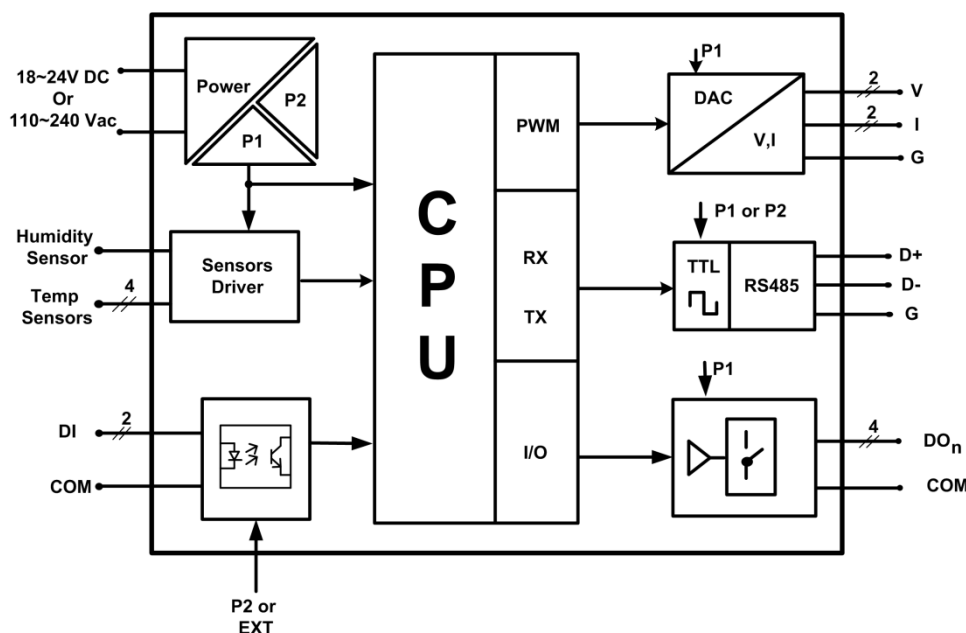 18~24V DC
Or
110~240 Vac
Power
P2
P1
Humidity
Sensor
Temp
Sensors
4
Sensors
Driver
DI
2
COM
P2 or
EXT
C
P
U
PWM
RX
TX
I/O
P1
DAC
V,I
2
V
2
I
G
P1 or P2
TTL
RS485
D+
D-
G
P1
4
DOn
COM